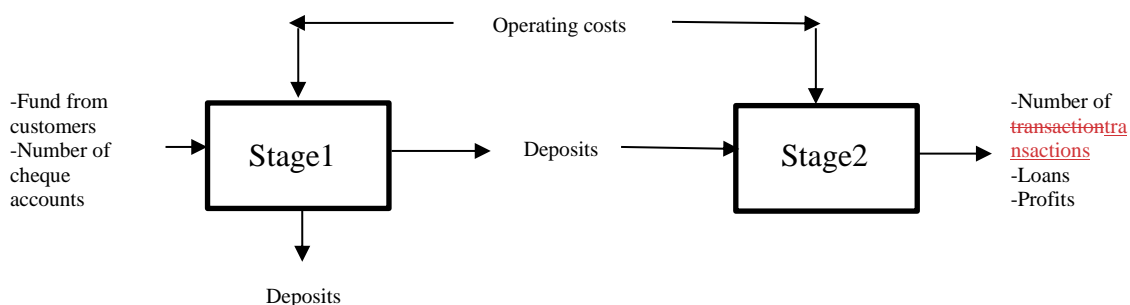 Operating costs
-Fund from
customers
-Number of
cheque
accounts
Stage1
Deposits
Stage2
-Number of
transactiontra
nsactions
-Loans
-Profits
Deposits